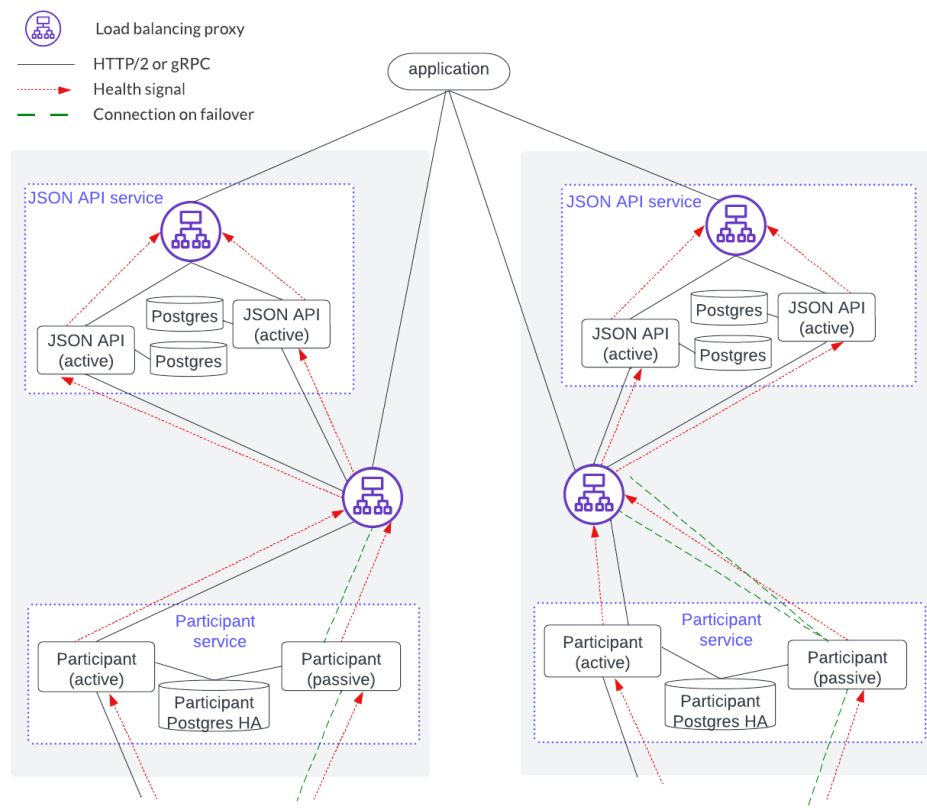 Load balancing proxy
HTTP/2 or gRPC
Health signal
Connection on failover
application
JSON API service
Postgres
JSON API
(active)
JSON API
(active)
Postgres
JSON API service
Postgres
JSON API
(active)
JSON API
(active)
Postgres
Participant
service
Participant
(active)
Participant
(passive)
Participant
Postgres HA
Participant
service
Participant
(active)
Participant
(passive)
Participant
Postgres HA